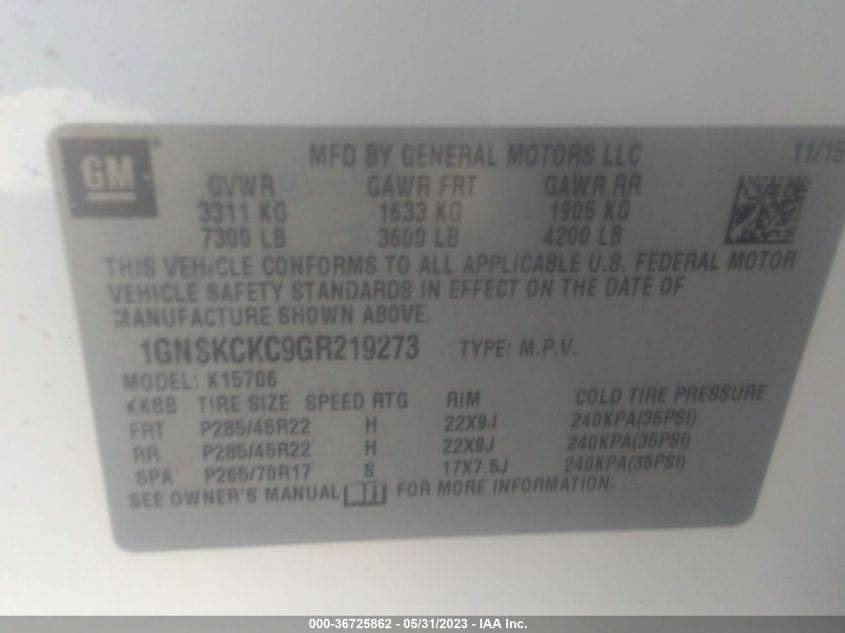 GM
MFD BY GENERAL MOTORS LLC 11/15
GVWR GAWR FRT GAWR RR
3311 KG 1633 KG 1905 KG
7300 LB 3600 LB 4200 LB
THIS VEHICLE CONFORMS TO ALL APPLICABLE U.S. FEDERAL MOTOR
VEHICLE SAFETY STANDARDS IN EFFECT ON THE DATE OF
MANUFACTURE SHOWN ABOVE.
1GNSKCKC9GR219273 TYPE: M.P.V.
MODEL: K15706
KKBB TIRE SIZE SPEED RTG RIM COLD TIRE PRESSURE
FRT P285/45R22 H 22X9J 240KPA(35PSI)
RR P285/45R22 H 22X9J 240KPA(35PSI)
SPA P265/70R17 S 17X7.5J 240KPA(35PSI)
SEE OWNER'S MANUAL FOR MORE INFORMATION.
000-36725862 - 05/31/2023 - IAA Inc.